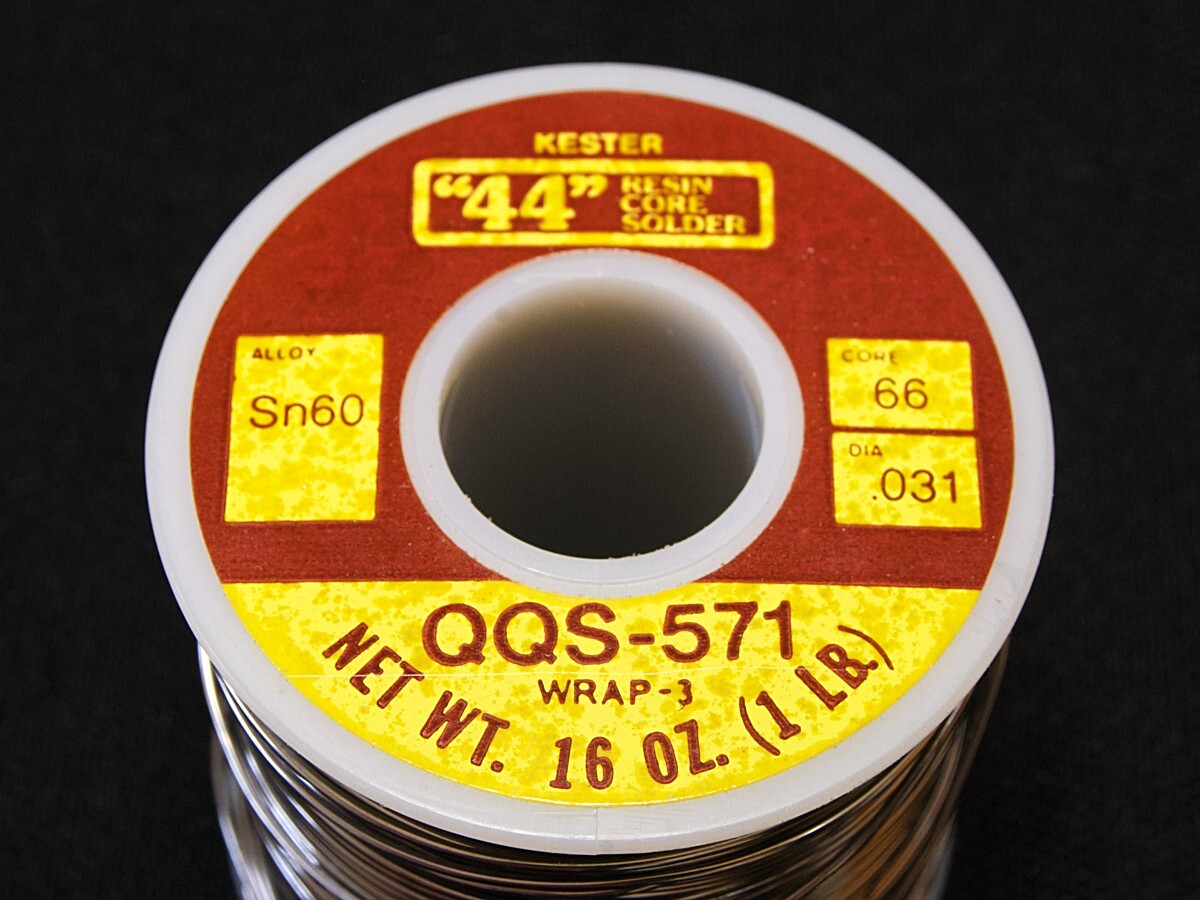 KESTER
“44”
RESIN
CORE
SOLDER
ALLOY
Sn60
CORE
66
DIA
.031
QQS-571
WRAP-3
NET WT. 16 OZ. (1 LB.)